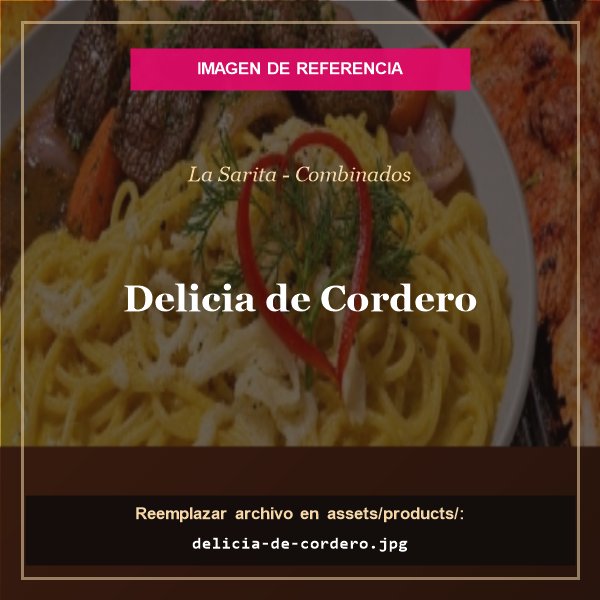 IMAGEN DE REFERENCIA
La Sarita - Combinados
Delicia de Cordero
Reemplazar archivo en assets/products/:
delicia-de-cordero.jpg